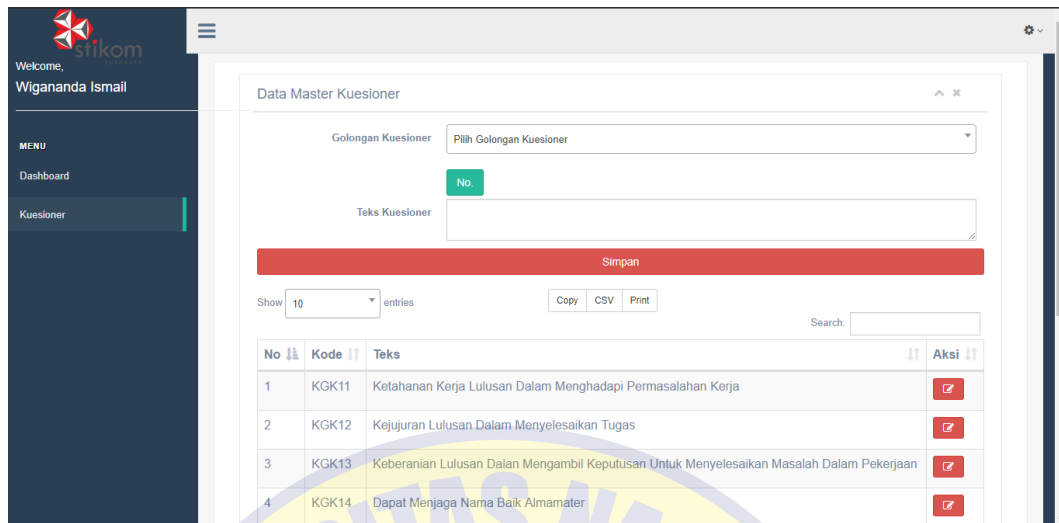 stikom
SURABAYA
Welcome,
Wigananda Ismail
MENU
Dashboard
Kuesioner
Data Master Kuesioner
Golongan Kuesioner
Pilih Golongan Kuesioner
No.
Teks Kuesioner
Simpan
Show 10 entries
Copy CSV Print
Search:
No Kode Teks Aksi
1 KGK11 Ketahanan Kerja Lulusan Dalam Menghadapi Permasalahan Kerja
2 KGK12 Kejujuran Lulusan Dalam Menyelesaikan Tugas
3 KGK13 Keberanian Lulusan Dalan Mengambil Keputusan Untuk Menyelesaikan Masalah Dalam Pekerjaan
4 KGK14 Dapat Menjaga Nama Baik Almamater